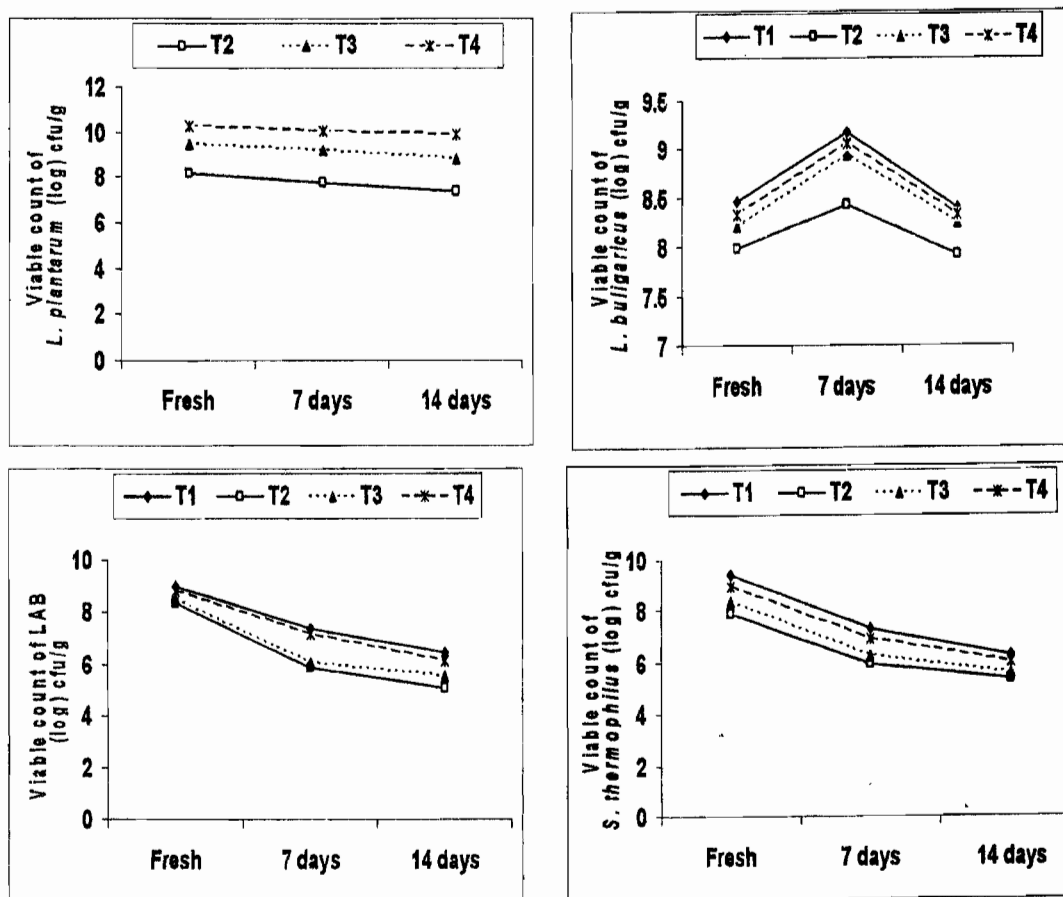 T2 T3 T4
Viable count of
L. plantarum (log) cfu/g
12
10
8
6
4
2
0
Fresh 7 days 14 days
T1 T2 T3 T4
Viable count of
L. buligaricus (log) cfu/g
9.5
9
8.5
8
7.5
7
Fresh 7 days 14 days
T1 T2 T3 T4
Viable count of LAB
(log) cfu/g
10
8
6
4
2
0
Fresh 7 days 14 days
T1 T2 T3 T4
Viable count of
S. thermophilus (log) cfu/g
10
8
6
4
2
0
Fresh 7 days 14 days